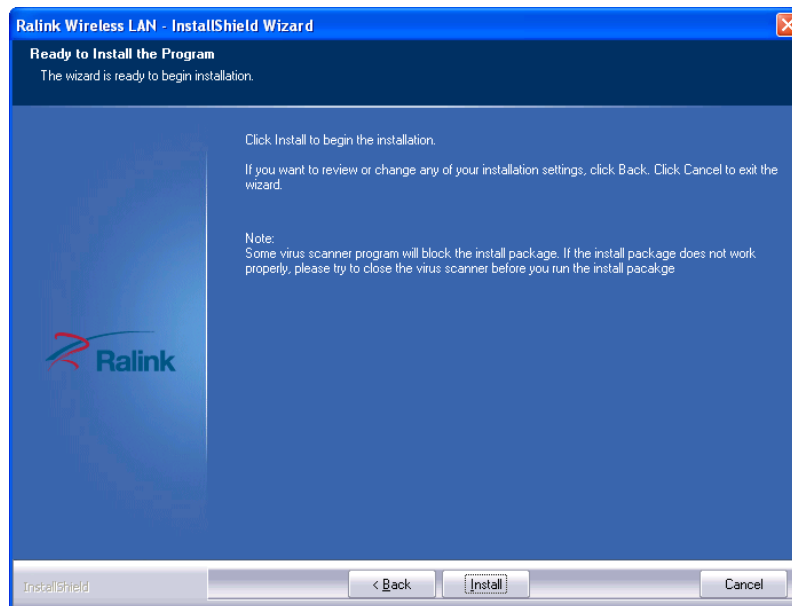 Ralink Wireless LAN - InstallShield Wizard
Ready to Install the Program
The wizard is ready to begin installation.
Click Install to begin the installation.
If you want to review or change any of your installation settings, click Back. Click Cancel to exit the
wizard.
Note:
Some virus scanner program will block the install package. If the install package does not work
properly, please try to close the virus scanner before you run the install pacakge
Ralink
InstallShield
< Back
Install
Cancel